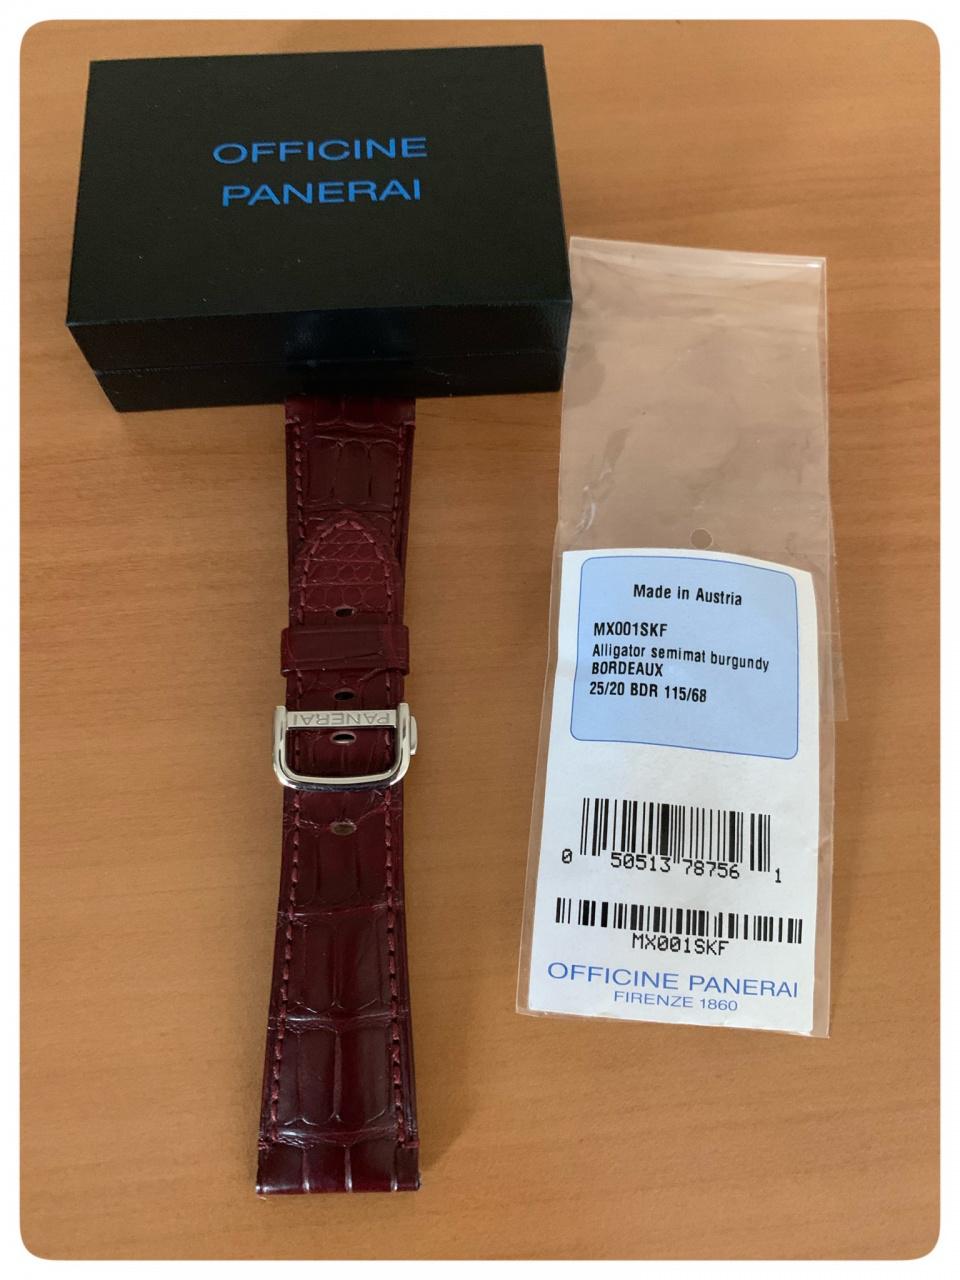 OFFICINE
PANERAI
PANERAI
Made in Austria
MX001SKF
Alligator semimat burgundy
BORDEAUX
25/20 BDR 115/68
0 50513 78756 1
MX001SKF
OFFICINE PANERAI
FIRENZE 1860